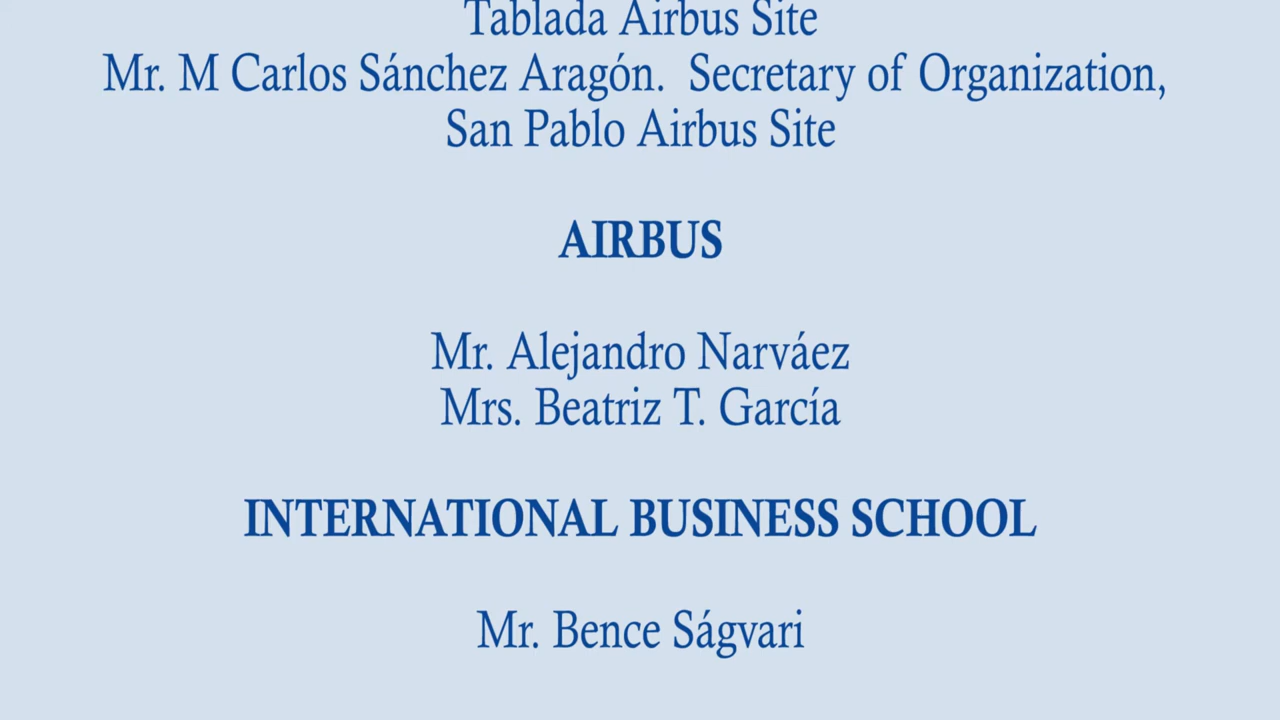 Tablada Airbus Site
Mr. M Carlos Sánchez Aragón.  Secretary of Organization,
San Pablo Airbus Site
AIRBUS
Mr. Alejandro Narváez
Mrs. Beatriz T. García
INTERNATIONAL BUSINESS SCHOOL
Mr. Bence Ságvari